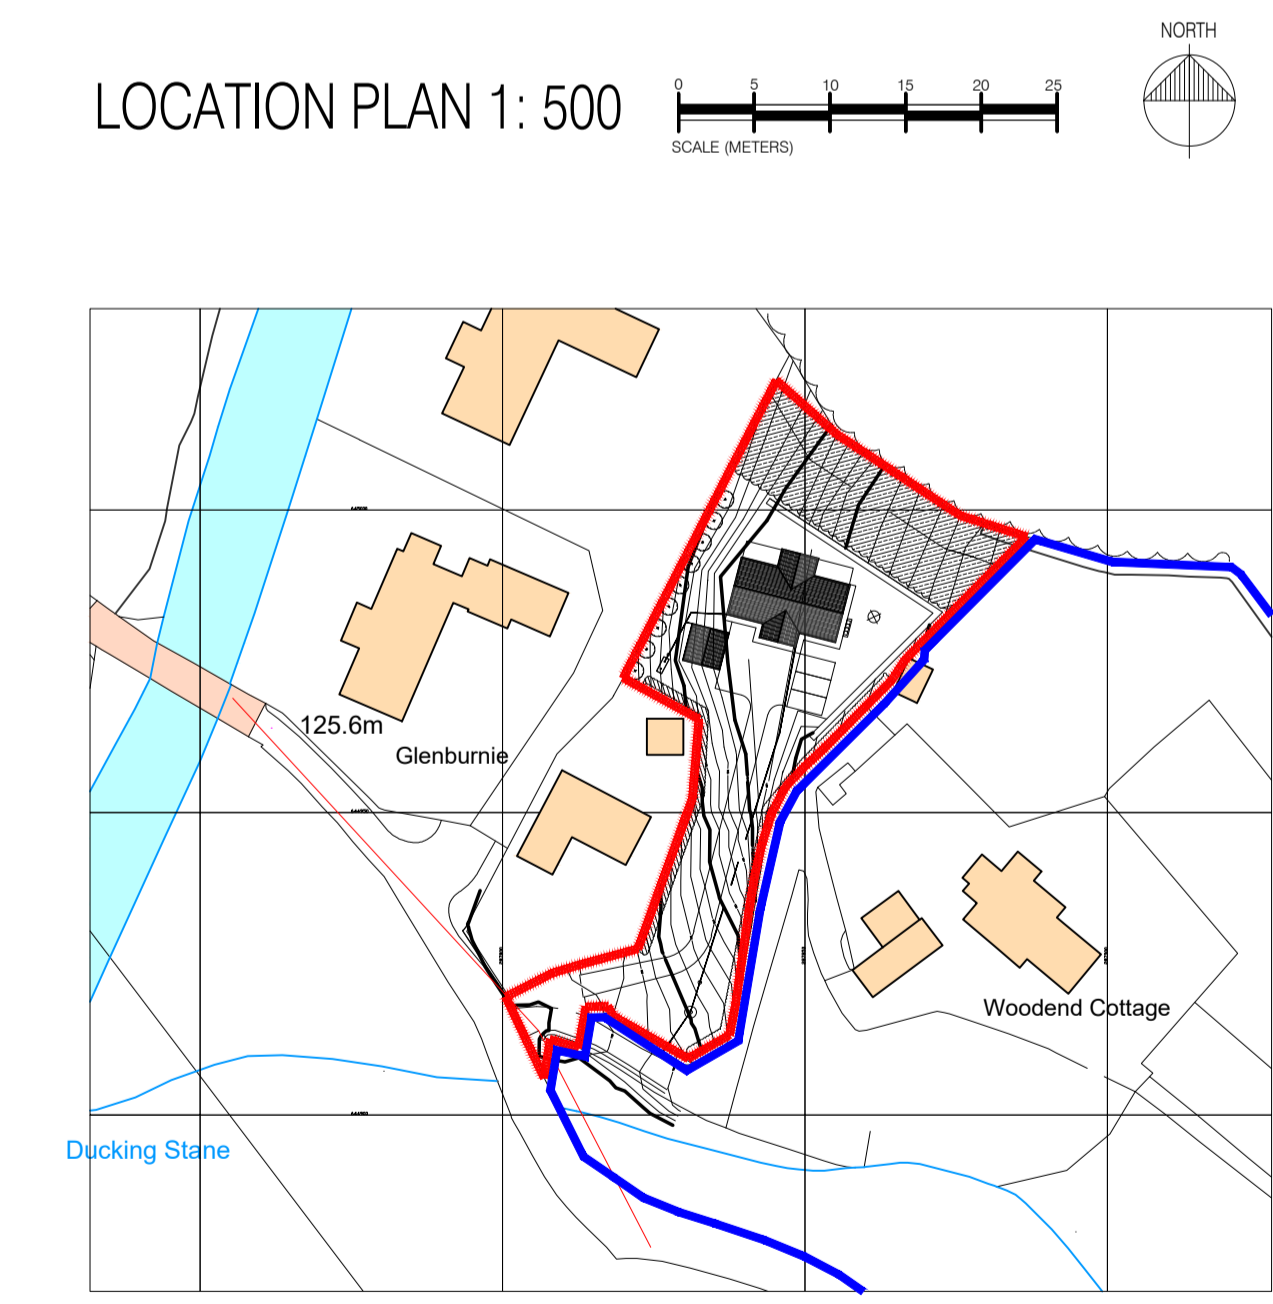 NORTH
LOCATION PLAN 1: 500
0 5 10 15 20 25
SCALE (METERS)
125.6m
Glenburnie
Woodend Cottage
Ducking Stane